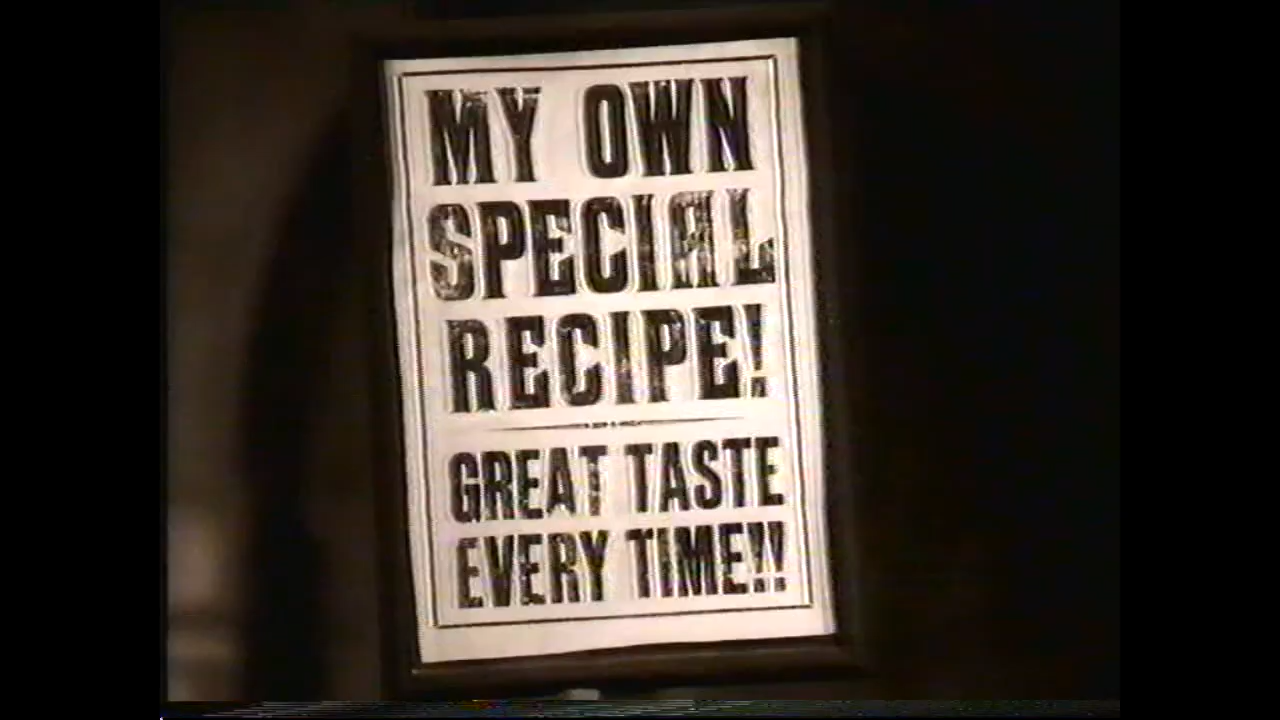 MY OWN
SPECIAL
RECIPE!
GREAT TASTE
EVERY TIME!!